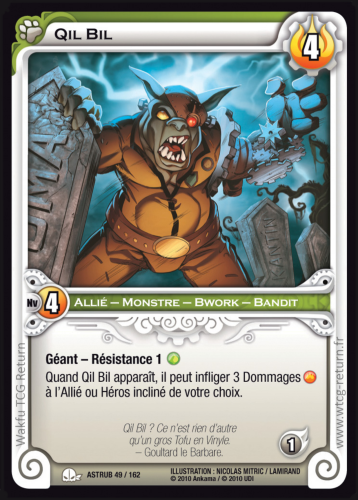 Qil Bil
4
UMA
Nv 4
Allié – Monstre – Bwork – Bandit
Géant – Résistance 1
Quand Qil Bil apparaît, il peut infliger 3 Dommages
à l'Allié ou Héros incliné de votre choix.
Qil Bil ? Ce n'est rien d'autre
qu'un gros Tofu en Vinyle.
– Goultard le Barbare.
1
ASTRUB 49 / 162
ILLUSTRATION : NICOLAS MITRIC / LAMIRAND
© 2010 Ankama / © 2010 UDI
Wakfu TCG Return
www.wtcg-return.fr